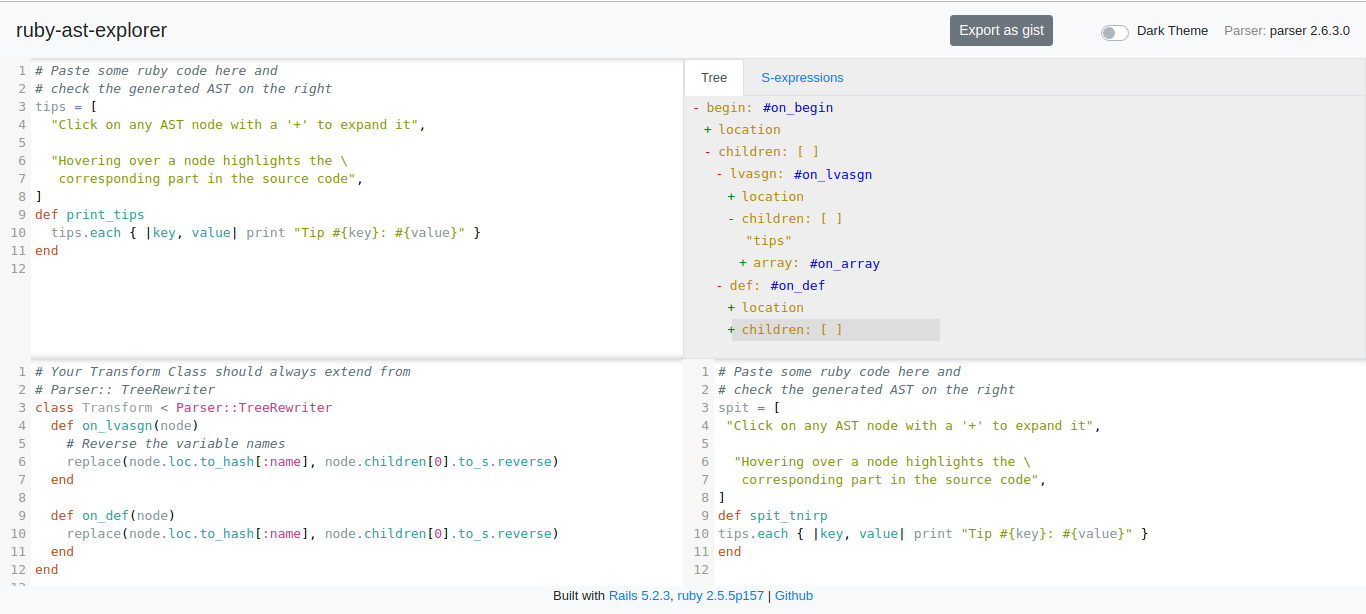 ruby-ast-explorer
Export as gist
Dark Theme
Parser: parser 2.6.3.0
1 # Paste some ruby code here and
2 # check the generated AST on the right
3 tips = [
4   "Click on any AST node with a '+' to expand it",
5
6   "Hovering over a node highlights the \
7    corresponding part in the source code",
8 ]
9 def print_tips
10   tips.each { |key, value| print "Tip #{key}: #{value}" }
11 end
12
Tree
S-expressions
- begin: #on_begin
+ location
- children: [ ]
- lvasgn: #on_lvasgn
+ location
- children: [ ]
"tips"
+ array: #on_array
- def: #on_def
+ location
+ children: [ ]
1 # Your Transform Class should always extend from
2 # Parser:: TreeRewriter
3 class Transform < Parser::TreeRewriter
4   def on_lvasgn(node)
5     # Reverse the variable names
6     replace(node.loc.to_hash[:name], node.children[0].to_s.reverse)
7   end
8
9   def on_def(node)
10     replace(node.loc.to_hash[:name], node.children[0].to_s.reverse)
11   end
12 end
1 # Paste some ruby code here and
2 # check the generated AST on the right
3 spit = [
4  "Click on any AST node with a '+' to expand it",
5
6   "Hovering over a node highlights the \
7    corresponding part in the source code",
8 ]
9 def spit_tnirp
10 tips.each { |key, value| print "Tip #{key}: #{value}" }
11 end
12
Built with Rails 5.2.3, ruby 2.5.5p157 | Github